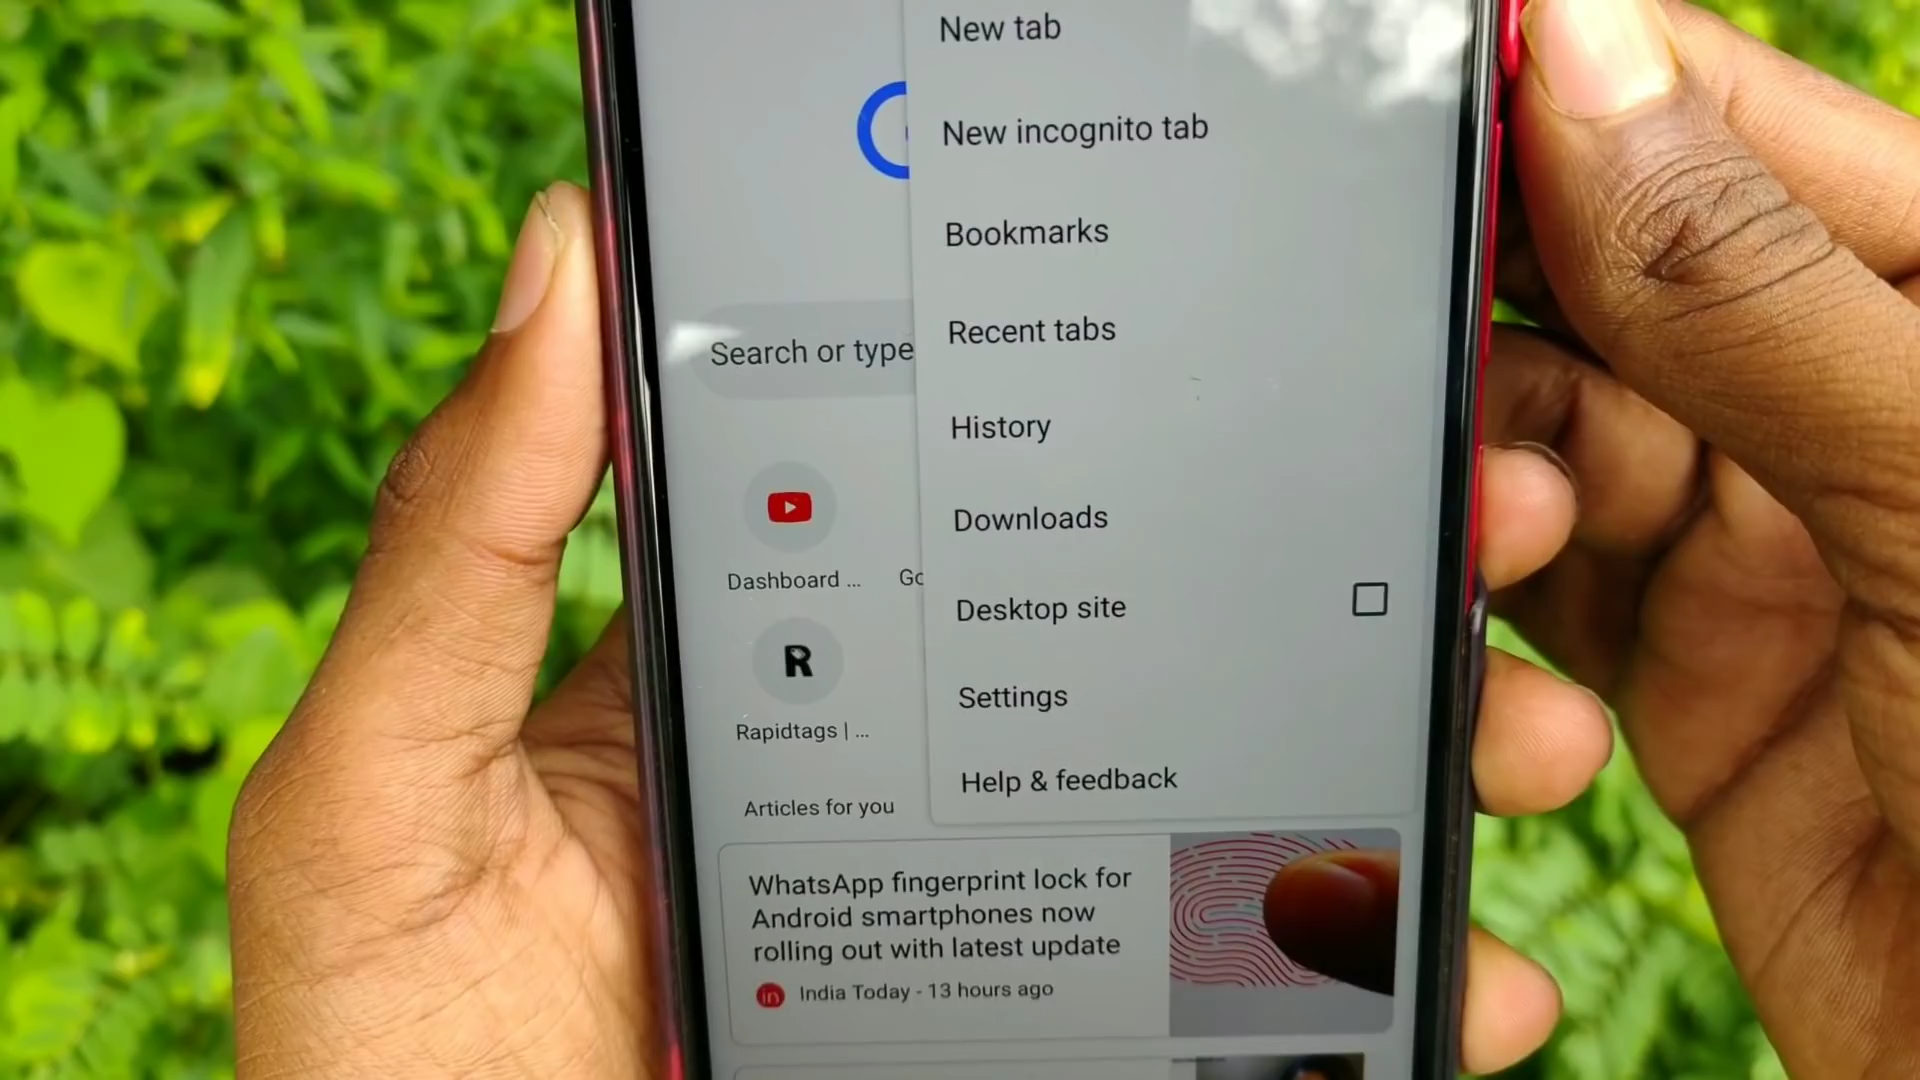 New tab
New incognito tab
Bookmarks
Recent tabs
History
Downloads
Desktop site
Settings
Help & feedback
Search or type
Dashboard ...
Go
R
Rapidtags | ...
Articles for you
WhatsApp fingerprint lock for
Android smartphones now
rolling out with latest update
in India Today - 13 hours ago